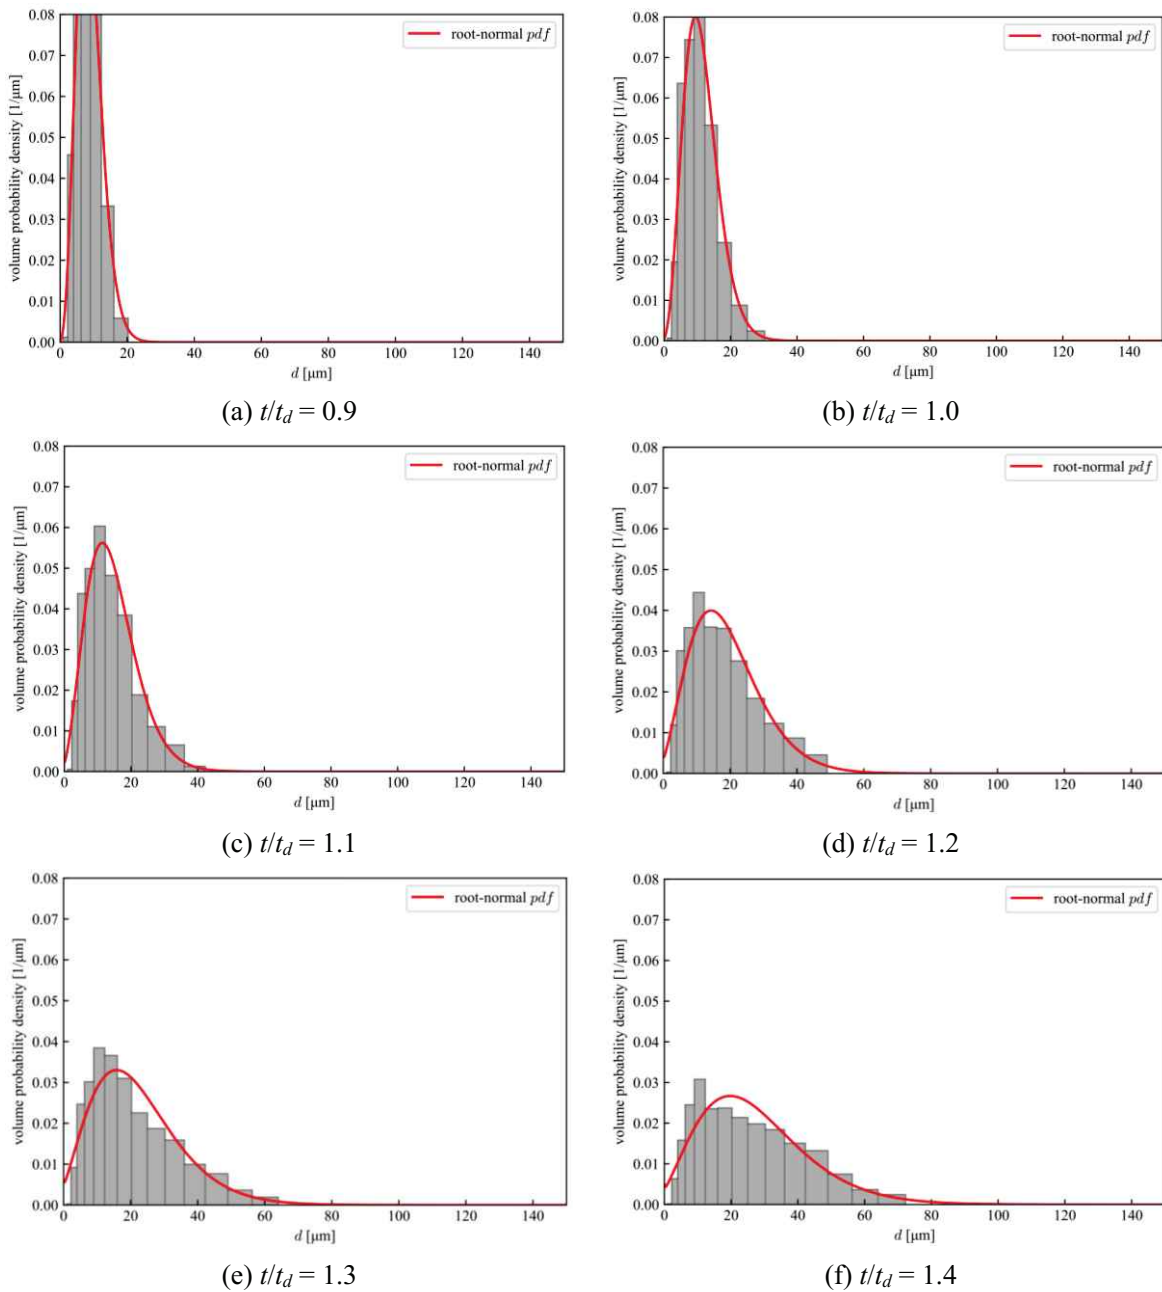 0.08
0.07
0.06
0.05
0.04
0.03
0.02
0.01
0.00
volume probability density [1/μm]
root-normal pdf
0 20 40 60 80 100 120 140
d [μm]
(a) t/t_d = 0.9
0.08
0.07
0.06
0.05
0.04
0.03
0.02
0.01
0.00
volume probability density [1/μm]
root-normal pdf
0 20 40 60 80 100 120 140
d [μm]
(b) t/t_d = 1.0
0.08
0.07
0.06
0.05
0.04
0.03
0.02
0.01
0.00
volume probability density [1/μm]
root-normal pdf
0 20 40 60 80 100 120 140
d [μm]
(c) t/t_d = 1.1
0.08
0.07
0.06
0.05
0.04
0.03
0.02
0.01
0.00
volume probability density [1/μm]
root-normal pdf
0 20 40 60 80 100 120 140
d [μm]
(d) t/t_d = 1.2
0.08
0.07
0.06
0.05
0.04
0.03
0.02
0.01
0.00
volume probability density [1/μm]
root-normal pdf
0 20 40 60 80 100 120 140
d [μm]
(e) t/t_d = 1.3
0.08
0.07
0.06
0.05
0.04
0.03
0.02
0.01
0.00
volume probability density [1/μm]
root-normal pdf
0 20 40 60 80 100 120 140
d [μm]
(f) t/t_d = 1.4